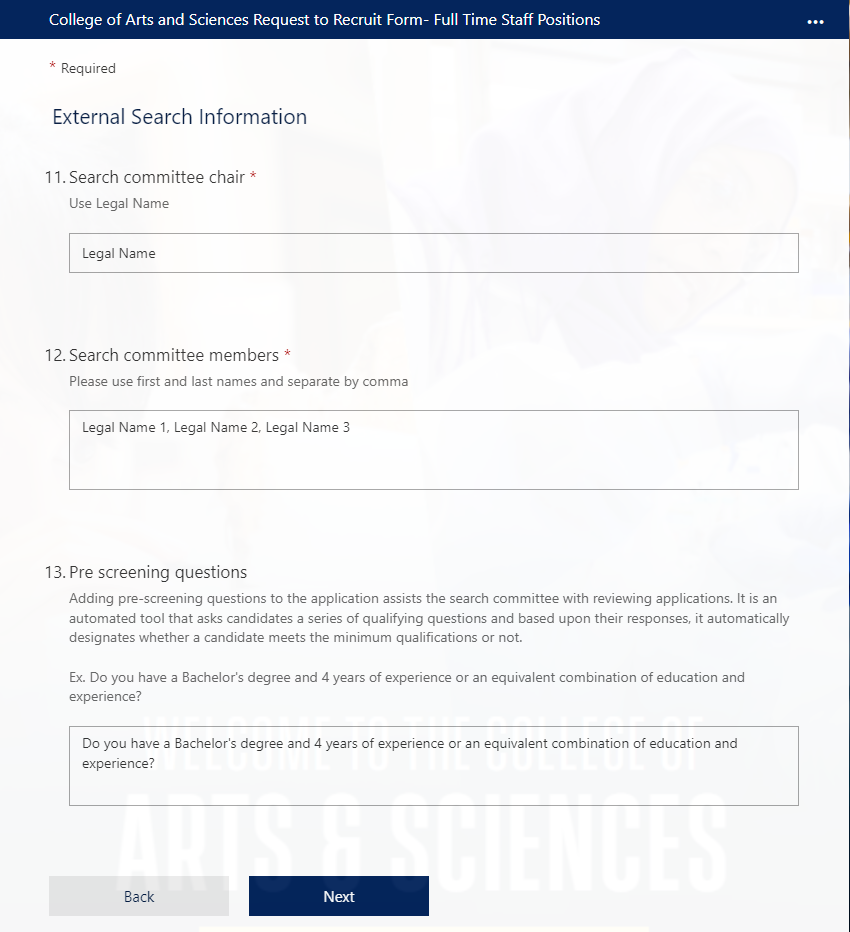 College of Arts and Sciences Request to Recruit Form- Full Time Staff Positions
* Required
External Search Information
11. Search committee chair *
Use Legal Name
Legal Name
12. Search committee members *
Please use first and last names and separate by comma
Legal Name 1, Legal Name 2, Legal Name 3
13. Pre screening questions
Adding pre-screening questions to the application assists the search committee with reviewing applications. It is an
automated tool that asks candidates a series of qualifying questions and based upon their responses, it automatically
designates whether a candidate meets the minimum qualifications or not.
Ex. Do you have a Bachelor's degree and 4 years of experience or an equivalent combination of education and
experience?
WELCOME TO THE COLLEGE OF
Do you have a Bachelor's degree and 4 years of experience or an equivalent combination of education and
experience?
ARTS & SCIENCES
Back
Next